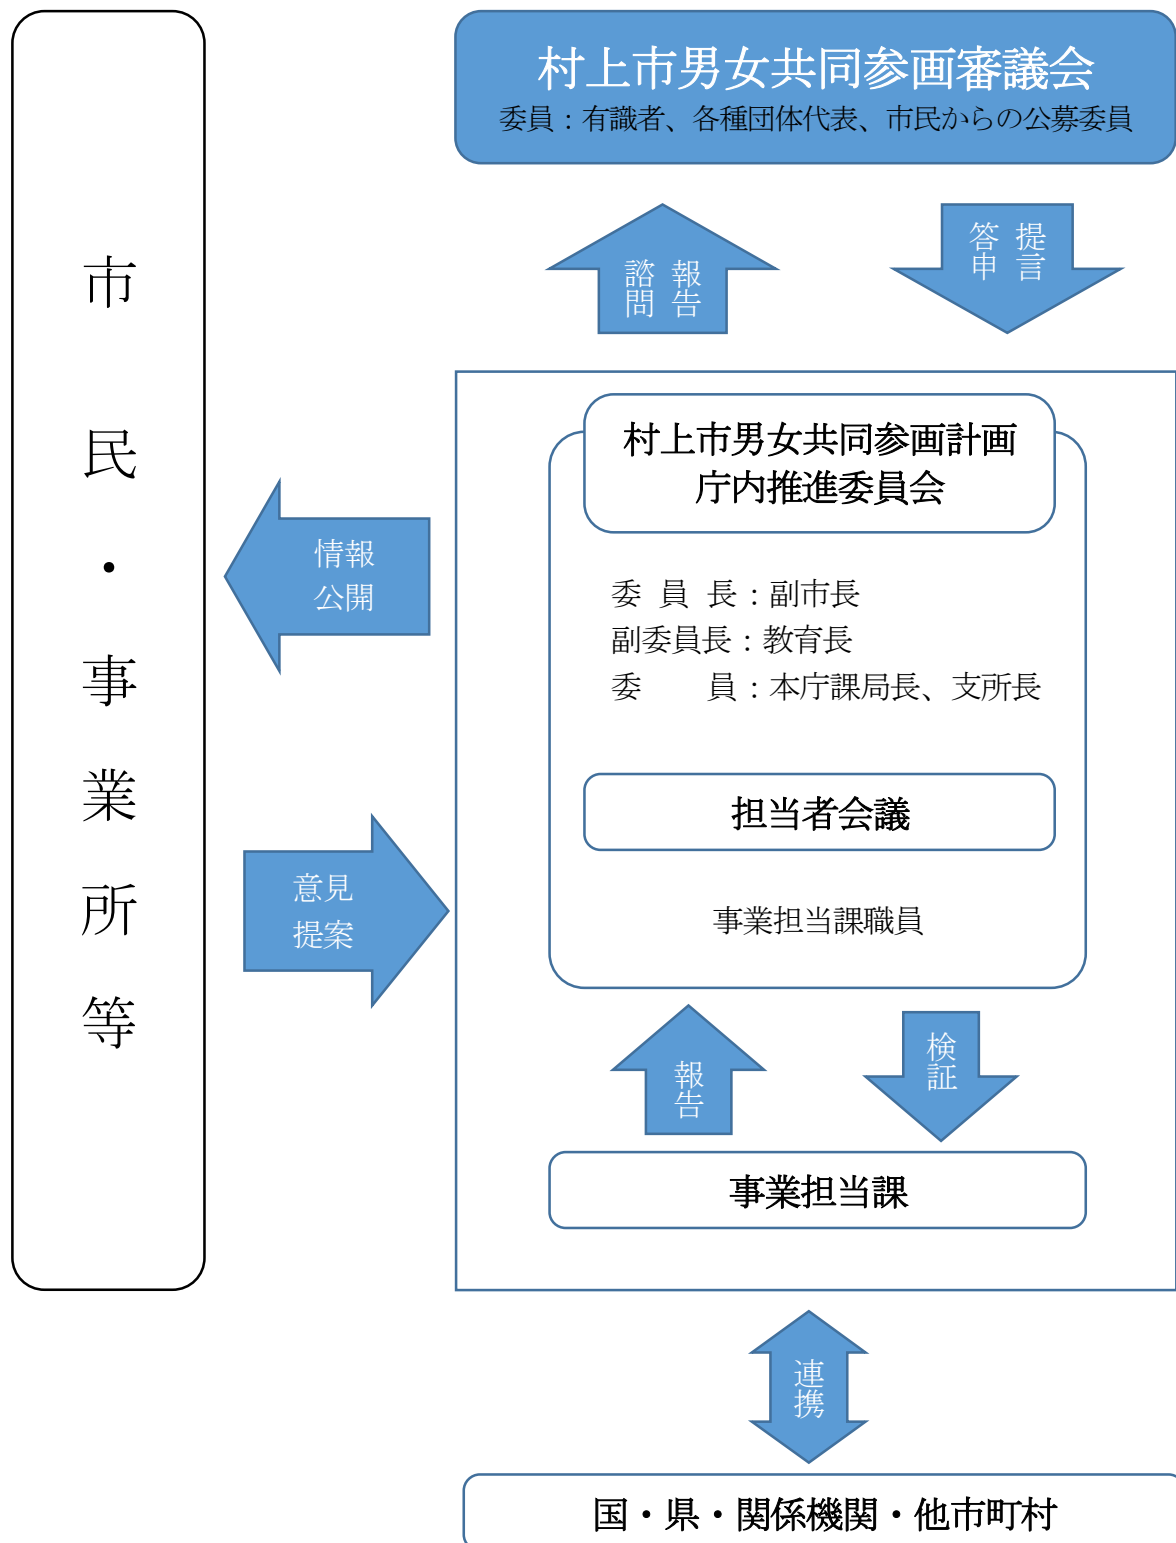 市民・事業所等
村上市男女共同参画審議会
委員：有識者、各種団体代表、市民からの公募委員
報告
諮問
提言
答申
村上市男女共同参画計画
庁内推進委員会
委 員 長：副市長
副委員長：教育長
委　　員：本庁課局長、支所長
情報
公開
担当者会議
事業担当課職員
意見
提案
報告
検証
事業担当課
連携
国・県・関係機関・他市町村